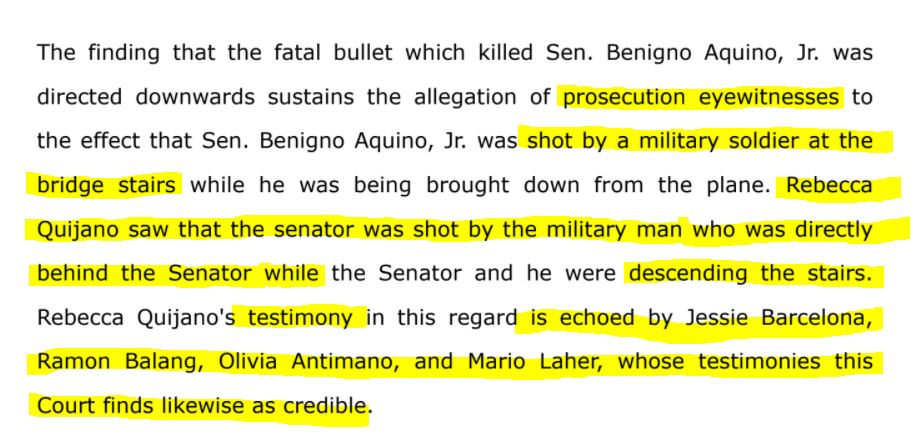 The finding that the fatal bullet which killed Sen. Benigno Aquino, Jr. was
directed downwards sustains the allegation of prosecution eyewitnesses to
the effect that Sen. Benigno Aquino, Jr. was shot by a military soldier at the
bridge stairs while he was being brought down from the plane. Rebecca
Quijano saw that the senator was shot by the military man who was directly
behind the Senator while the Senator and he were descending the stairs.
Rebecca Quijano's testimony in this regard is echoed by Jessie Barcelona,
Ramon Balang, Olivia Antimano, and Mario Laher, whose testimonies this
Court finds likewise as credible.